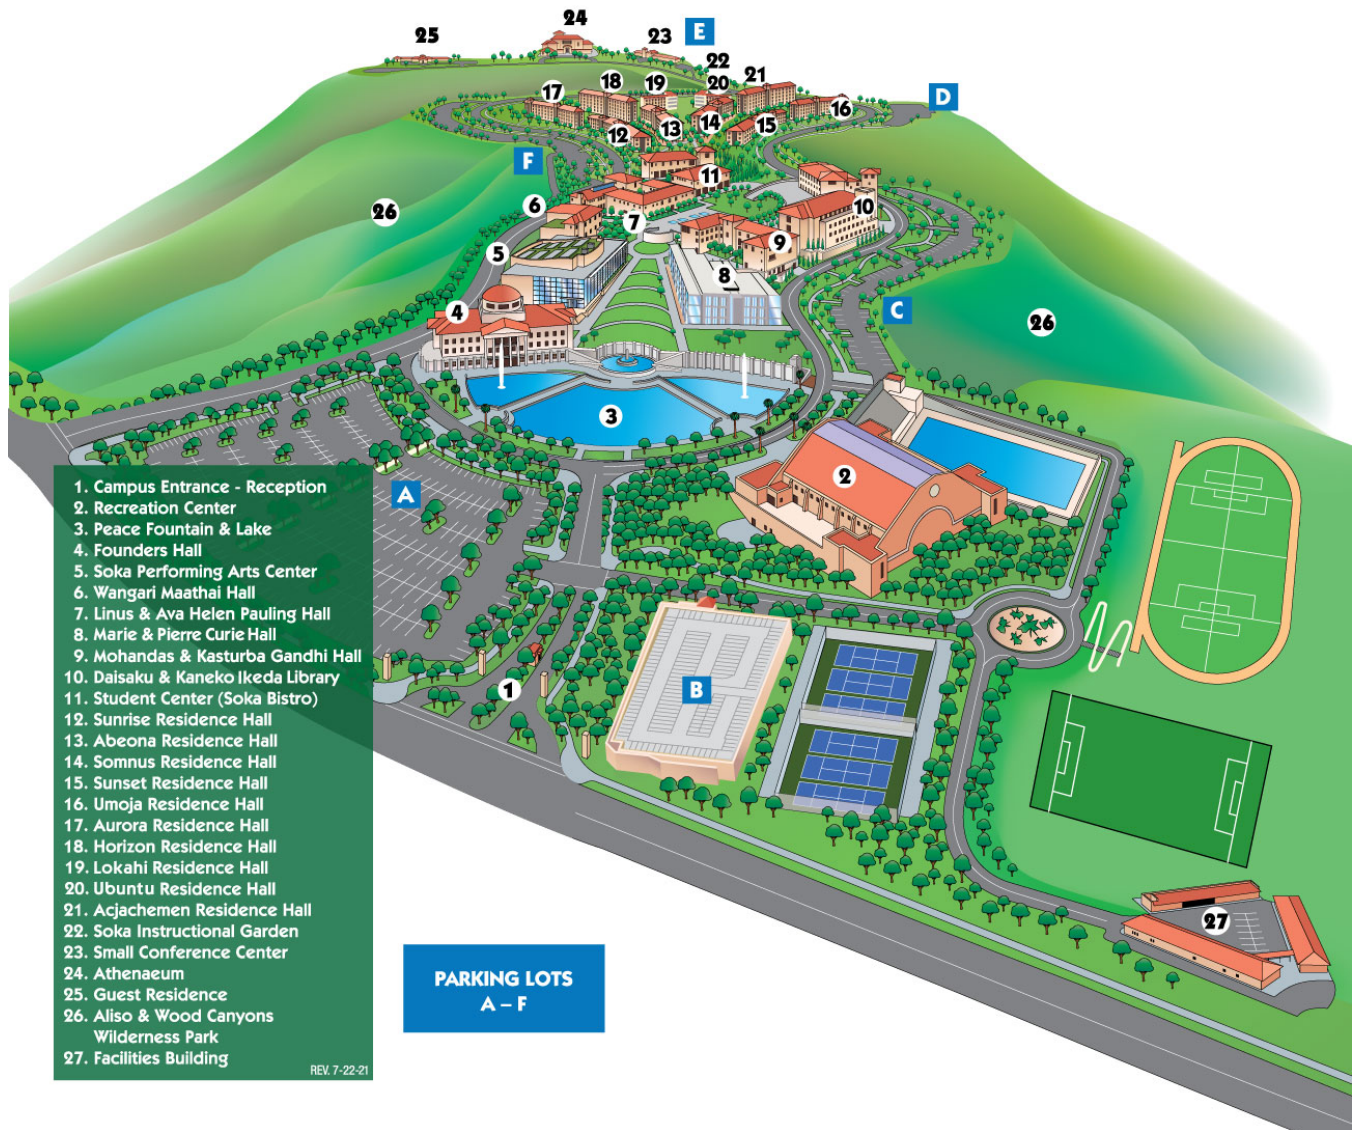 24
25
23
E
22
21
18
19
20
17
D
16
12
13
14
15
F
11
26
6
10
7
5
9
8
4
C
26
3
2
A
1. Campus Entrance - Reception
2. Recreation Center
3. Peace Fountain & Lake
4. Founders Hall
5. Soka Performing Arts Center
6. Wangari Maathai Hall
7. Linus & Ava Helen Pauling Hall
8. Marie & Pierre Curie Hall
9. Mohandas & Kasturba Gandhi Hall
10. Daisaku & Kaneko Ikeda Library
11. Student Center (Soka Bistro)
12. Sunrise Residence Hall
13. Abeona Residence Hall
14. Somnus Residence Hall
15. Sunset Residence Hall
16. Umoja Residence Hall
17. Aurora Residence Hall
18. Horizon Residence Hall
19. Lokahi Residence Hall
20. Ubuntu Residence Hall
21. Acjachemen Residence Hall
22. Soka Instructional Garden
23. Small Conference Center
24. Athenaeum
25. Guest Residence
26. Aliso & Wood Canyons
Wilderness Park
27. Facilities Building
REV. 7-22-21
1
B
27
PARKING LOTS
A – F